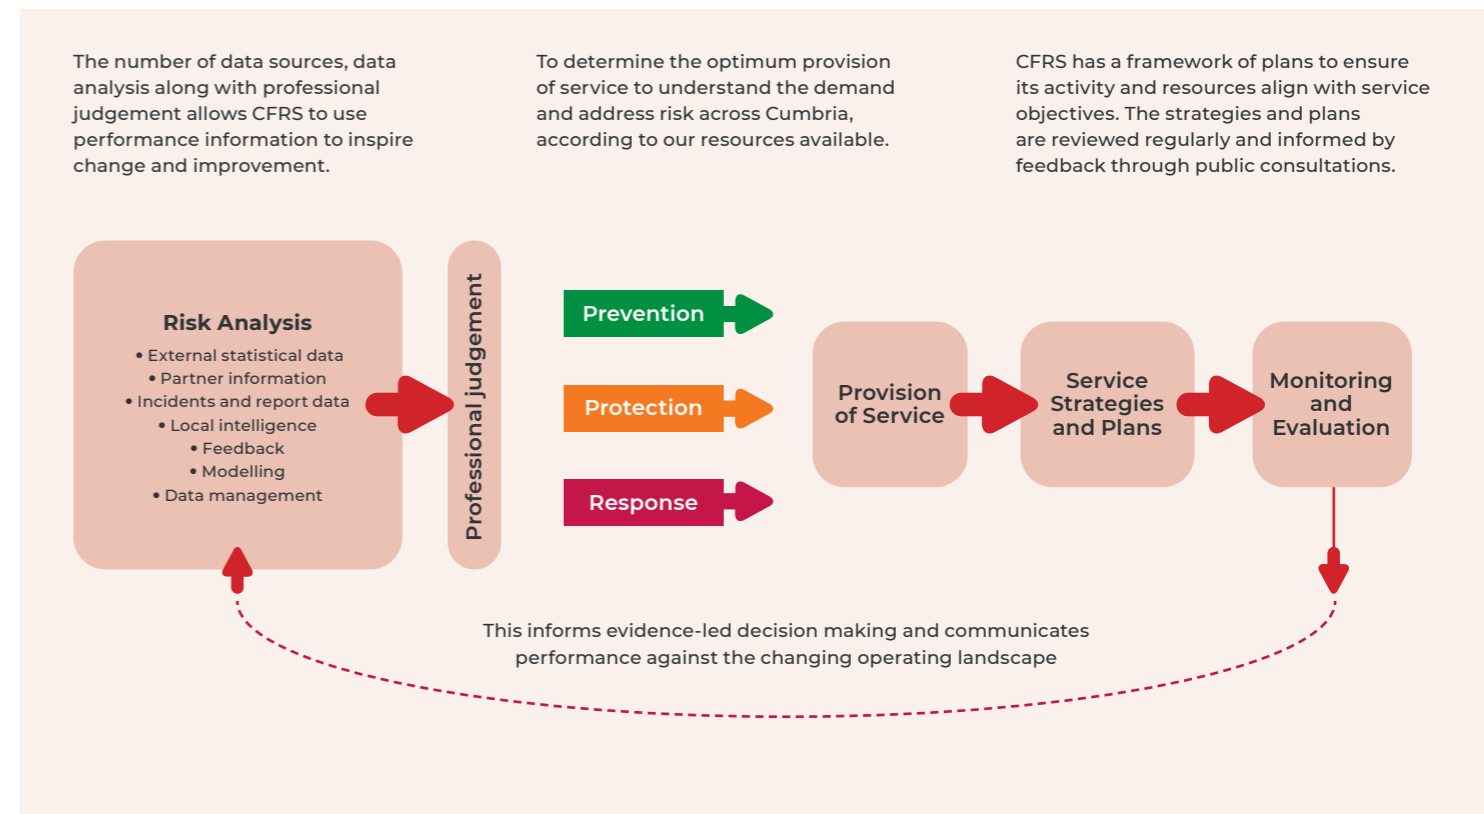 The number of data sources, data
analysis along with professional
judgement allows CFRS to use
performance information to inspire
change and improvement.
To determine the optimum provision
of service to understand the demand
and address risk across Cumbria,
according to our resources available.
CFRS has a framework of plans to ensure
its activity and resources align with service
objectives. The strategies and plans
are reviewed regularly and informed by
feedback through public consultations.
Risk Analysis
• External statistical data
• Partner information
• Incidents and report data
• Local intelligence
• Feedback
• Modelling
• Data management
Professional judgement
Prevention
Protection
Response
Provision
of Service
Service
Strategies
and Plans
Monitoring
and
Evaluation
This informs evidence-led decision making and communicates
performance against the changing operating landscape